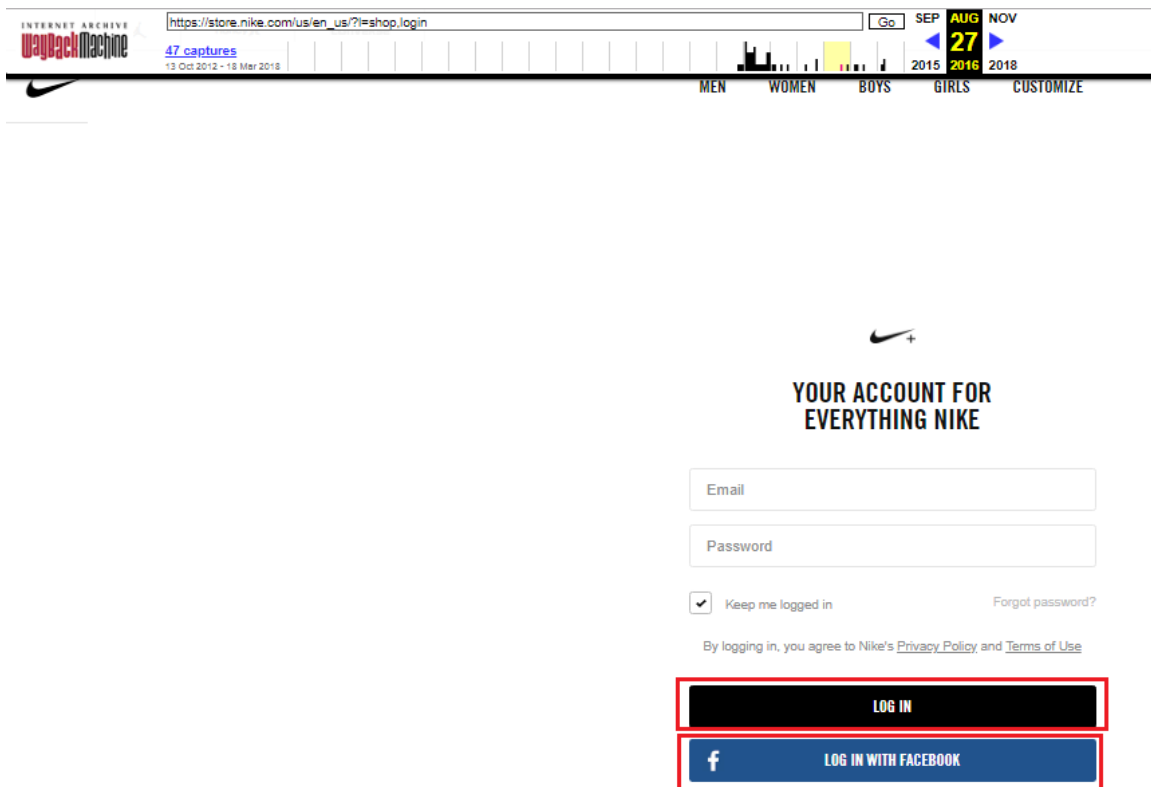 INTERNET ARCHIVE
WayBackMachine
https://store.nike.com/us/en_us/?l=shop,login
Go
SEP AUG NOV
47 captures
27
13 Oct 2012 - 18 Mar 2018
2015 2016 2018
MEN WOMEN BOYS GIRLS CUSTOMIZE
+
YOUR ACCOUNT FOR
EVERYTHING NIKE
Email
Password
Keep me logged in
Forgot password?
By logging in, you agree to Nike's Privacy Policy and Terms of Use
LOG IN
f LOG IN WITH FACEBOOK